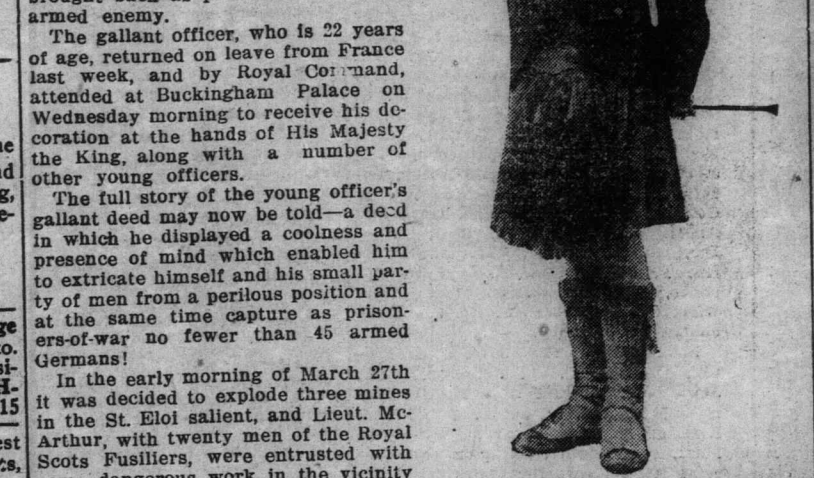 armed enemy.
The gallant officer, who is 22 years
of age, returned on leave from France
last week, and by Royal Command,
attended at Buckingham Palace on
Wednesday morning to receive his de-
coration at the hands of His Majesty
the King, along with a number of
other young officers.
The full story of the young officer's
gallant deed may now be told—a deed
in which he displayed a coolness and
presence of mind which enabled him
to extricate himself and his small par-
ty of men from a perilous position and
at the same time capture as prison-
ers-of-war no fewer than 45 armed
Germans!
In the early morning of March 27th
it was decided to explode three mines
in the St. Eloi salient, and Lieut. Mc-
Arthur, with twenty men of the Royal
Scots Fusiliers, were entrusted with
dangerous work in the vicinity